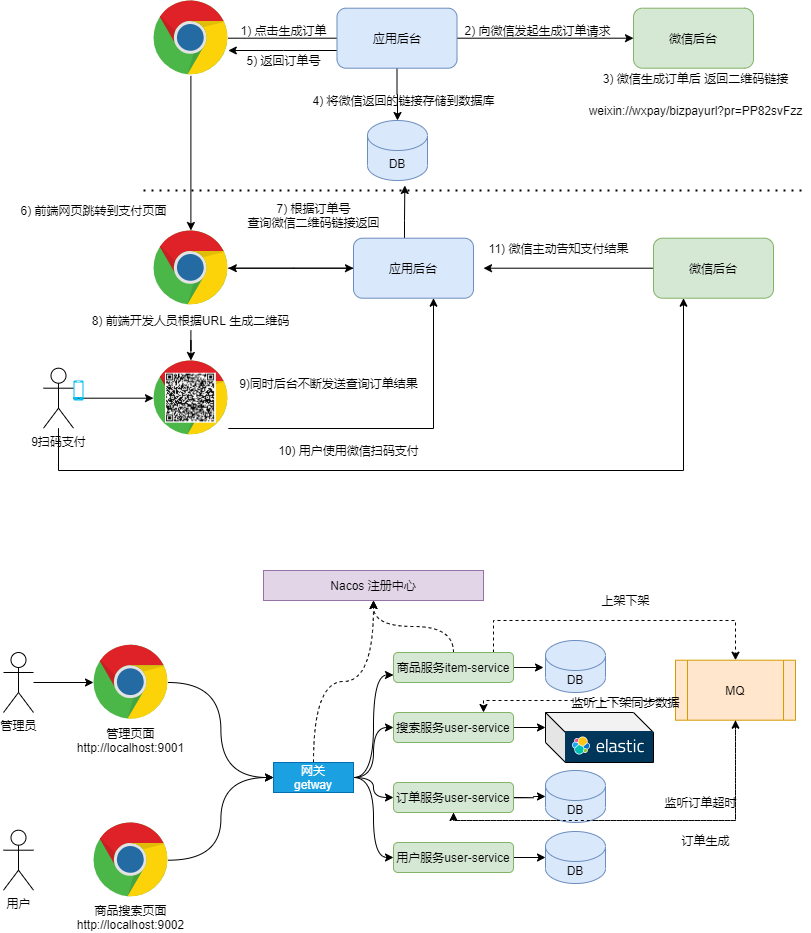 1) 点击生成订单
应用后台
2) 向微信发起生成订单请求
微信后台
5) 返回订单号
3) 微信生成订单后 返回二维码链接
4) 将微信返回的链接存储到数据库
weixin://wxpay/bizpayurl?pr=PP82svFzz
DB
6) 前端网页跳转到支付页面
7) 根据订单号
查询微信二维码链接返回
11) 微信主动告知支付结果
应用后台
微信后台
8) 前端开发人员根据URL 生成二维码
9)同时后台不断发送查询订单结果
9扫码支付
10) 用户使用微信扫码支付
Nacos 注册中心
上架下架
商品服务item-service
DB
MQ
监听上下架同步数据
管理员
管理页面
http://localhost:9001
搜索服务user-service
elastic
网关
getway
订单服务user-service
DB
监听订单超时
订单生成
用户服务user-service
DB
用户
商品搜索页面
http://localhost:9002